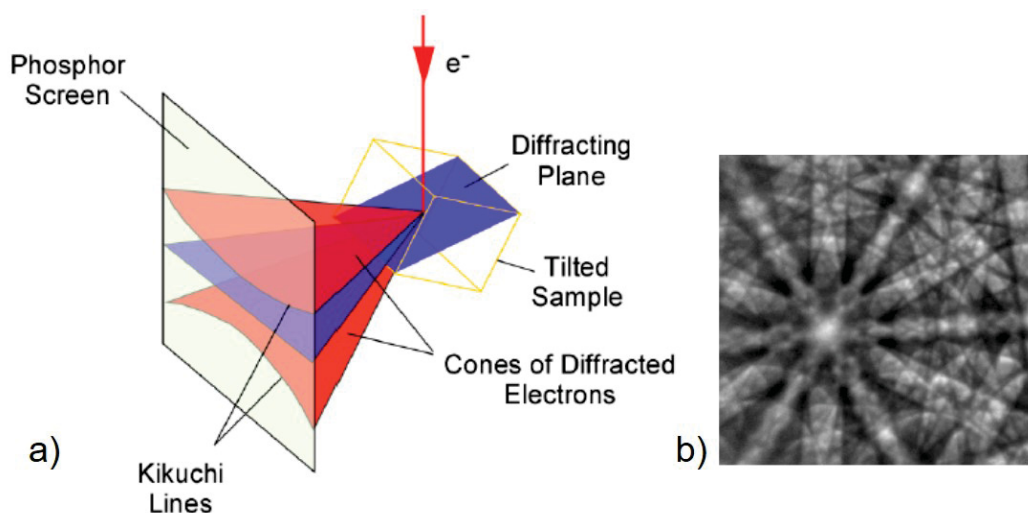 Phosphor
Screen
e-
Diffracting
Plane
Tilted
Sample
Cones of Diffracted
Electrons
a)
Kikuchi
Lines
b)